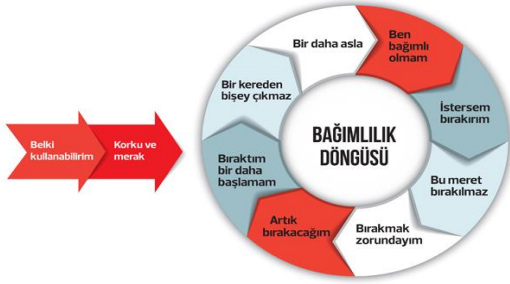 Belki
kullanabilirim
Korku ve
merak
BAĞIMLILIK
DÖNGÜSÜ
Bir daha asla
Ben
bağımlı
olmam
İstersem
bırakırım
Bu meret
bırakılmaz
Bırakmak
zorundayım
Artık
bırakacağım
Bıraktım
bir daha
başlamam
Bir kereden
bişey çıkmaz